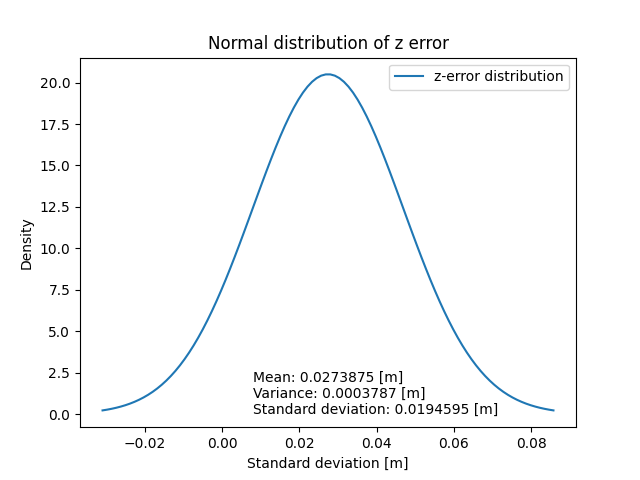 Normal distribution of z error
z-error distribution
Density
20.0
17.5
15.0
12.5
10.0
7.5
5.0
2.5
0.0
Mean: 0.0273875 [m]
Variance: 0.0003787 [m]
Standard deviation: 0.0194595 [m]
−0.02 0.00 0.02 0.04 0.06 0.08
Standard deviation [m]